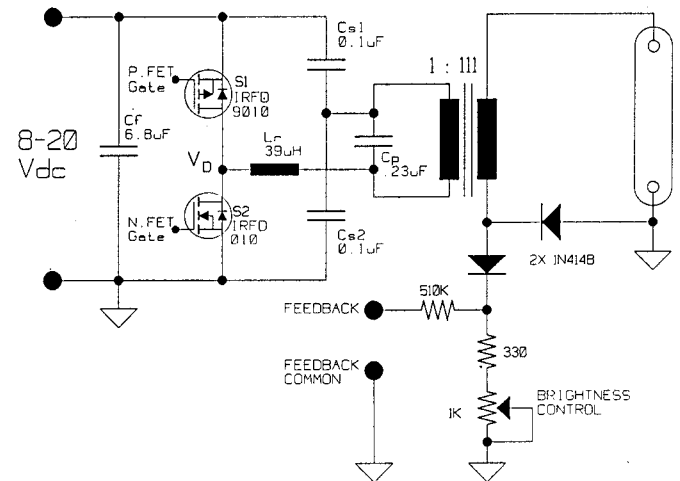 Cs1
0.1uF
1 : 111
P.FET
Gate
S1
IRFD
9010
Cf
6.8uF
8-20
Vdc
VD
Lr
39uH
Cp
.23uF
N.FET
Gate
S2
IRFD
010
Cs2
0.1uF
2X 1N4148
510K
FEEDBACK
330
FEEDBACK
COMMON
1K
BRIGHTNESS
CONTROL